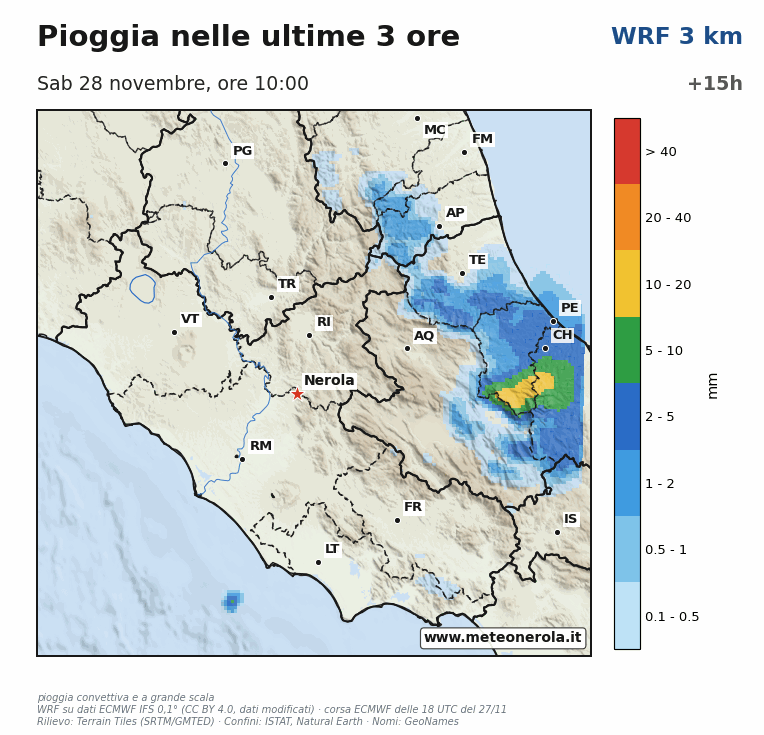 Pioggia nelle ultime 3 ore
WRF 3 km
Sab 28 novembre, ore 10:00
+15h
MC
FM
PG
AP
TE
TR
PE
VT
RI
AQ
CH
Nerola
RM
FR
IS
LT
www.meteonerola.it
> 40
20 - 40
10 - 20
5 - 10
2 - 5
1 - 2
0.5 - 1
0.1 - 0.5
mm
pioggia convettiva e a grande scala
WRF su dati ECMWF IFS 0,1° (CC BY 4.0, dati modificati) · corsa ECMWF delle 18 UTC del 27/11
Rilievo: Terrain Tiles (SRTM/GMTED) · Confini: ISTAT, Natural Earth · Nomi: GeoNames